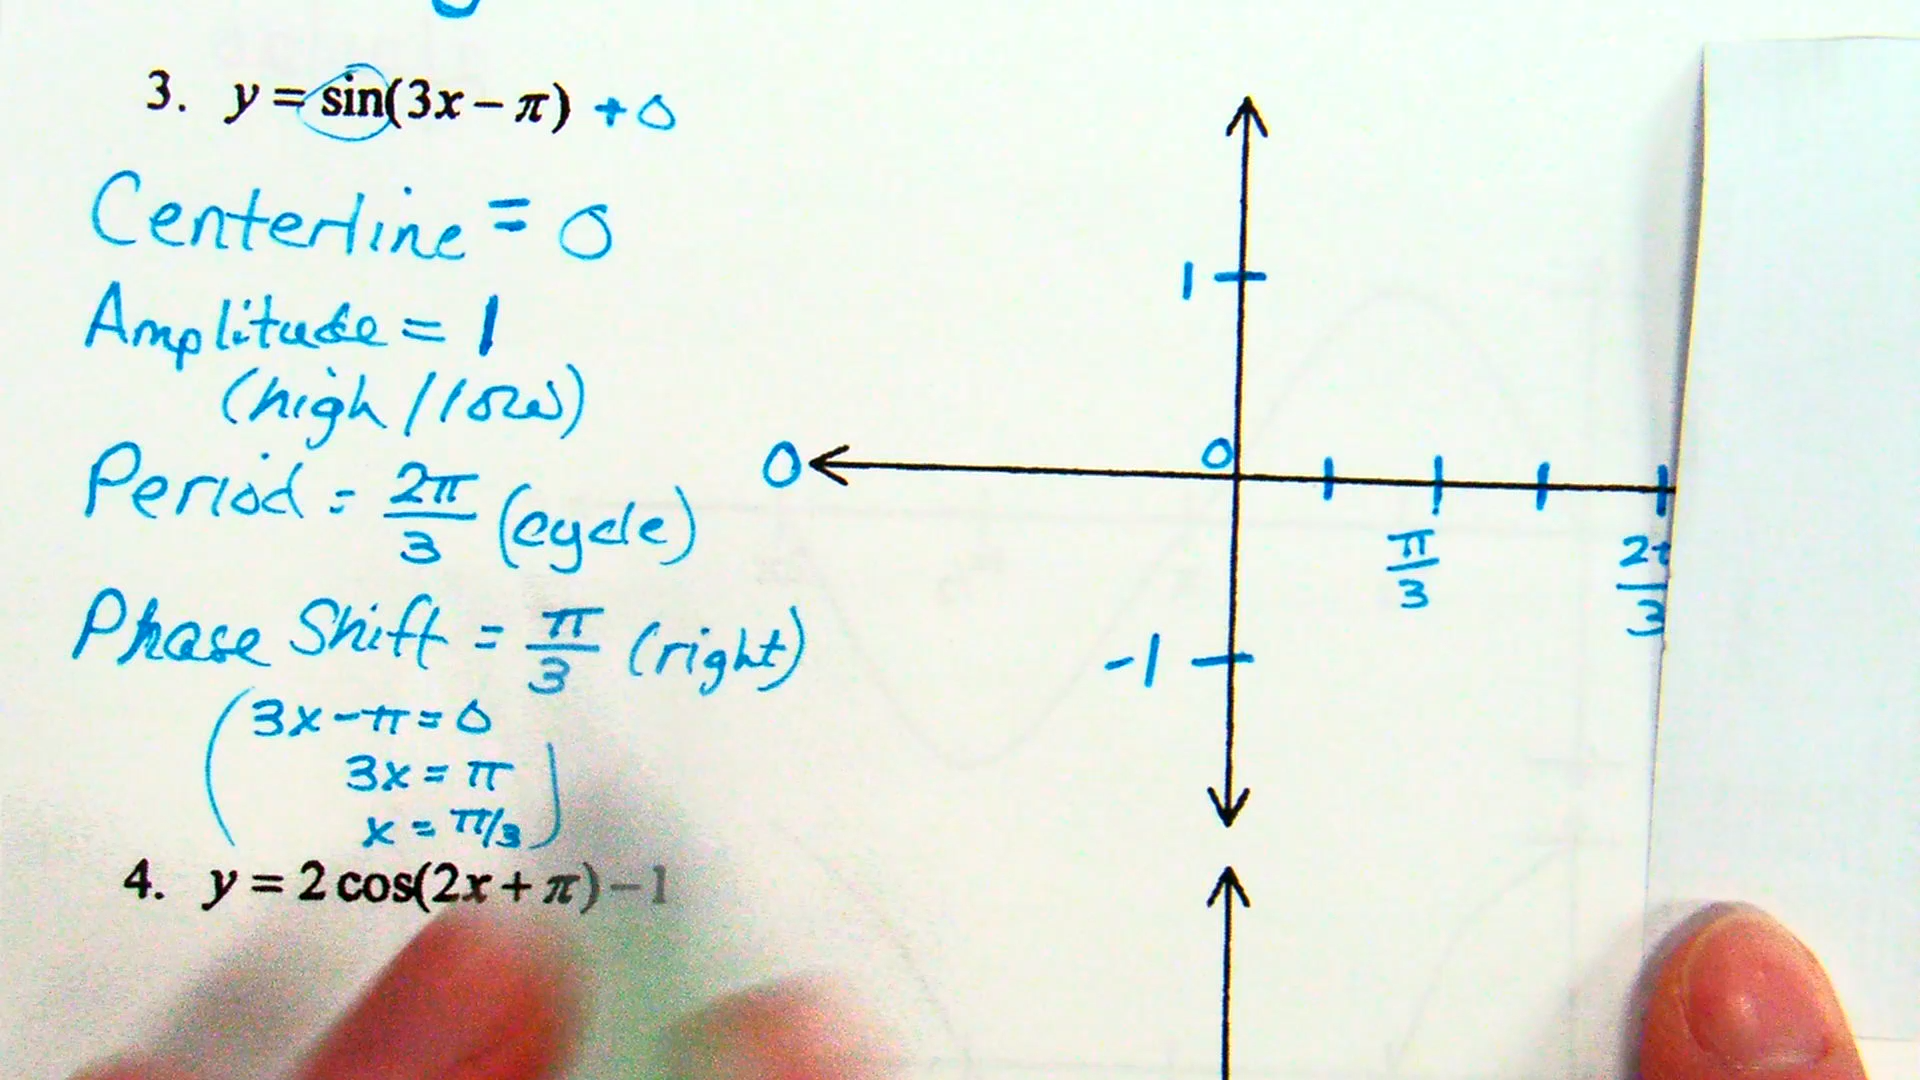 3. y = sin(3x − π) + 0
Centerline = 0
Amplitude = 1
(high / low)
Period = 2π/3 (cycle)
Phase Shift = π/3 (right)
(3x − π = 0
3x = π
x = π/3)
4. y = 2 cos(2x + π) − 1
1
0
0
π/3
-1